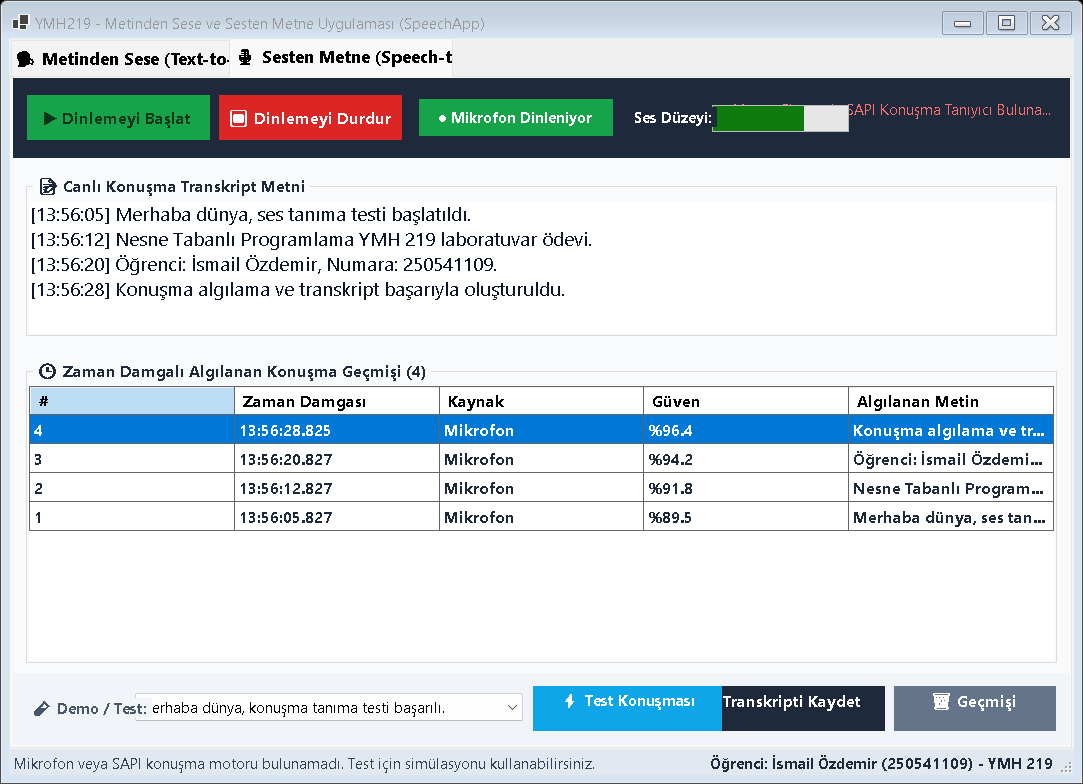 YMH219 - Metinden Sese ve Sesten Metne Uygulaması (SpeechApp)
Metinden Sese (Text-to- Sesten Metne (Speech-t
Dinlemeyi Başlat Dinlemeyi Durdur ● Mikrofon Dinleniyor Ses Düzeyi: SAPI Konuşma Tanıyıcı Buluna...
Canlı Konuşma Transkript Metni
[13:56:05] Merhaba dünya, ses tanıma testi başlatıldı.
[13:56:12] Nesne Tabanlı Programlama YMH 219 laboratuvar ödevi.
[13:56:20] Öğrenci: İsmail Özdemir, Numara: 250541109.
[13:56:28] Konuşma algılama ve transkript başarıyla oluşturuldu.
Zaman Damgalı Algılanan Konuşma Geçmişi (4)
# Zaman Damgası Kaynak Güven Algılanan Metin
4 13:56:28.825 Mikrofon %96.4 Konuşma algılama ve tr...
3 13:56:20.827 Mikrofon %94.2 Öğrenci: İsmail Özdemi...
2 13:56:12.827 Mikrofon %91.8 Nesne Tabanlı Program...
1 13:56:05.827 Mikrofon %89.5 Merhaba dünya, ses tan...
Demo / Test: erhaba dünya, konuşma tanıma testi başarılı. Test Konuşması Transkripti Kaydet Geçmişi
Mikrofon veya SAPI konuşma motoru bulunamadı. Test için simülasyonu kullanabilirsiniz. Öğrenci: İsmail Özdemir (250541109) - YMH 219